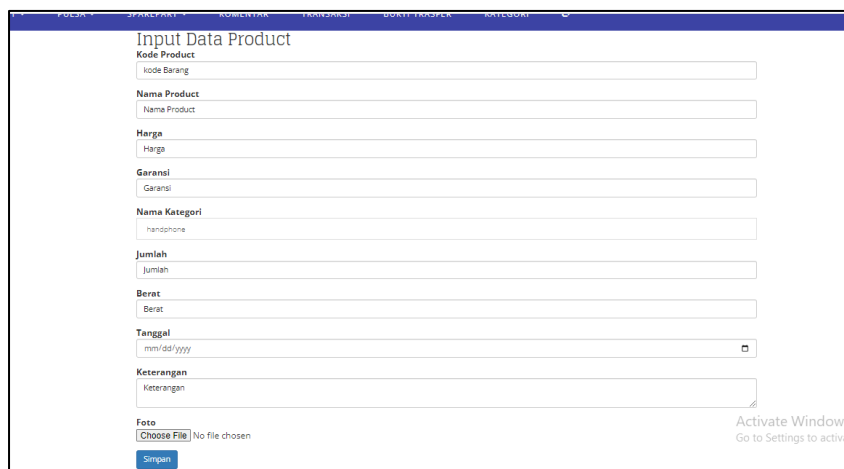 PULSA SPAREPART KOMENTAR TRANSAKSI BUKTI TRASPER KATEGORI
Input Data Product
Kode Product
kode Barang
Nama Product
Nama Product
Harga
Harga
Garansi
Garansi
Nama Kategori
handphone
Jumlah
Jumlah
Berat
Berat
Tanggal
mm/dd/yyyy
Keterangan
Keterangan
Foto
Choose File No file chosen
Simpan
Activate Window
Go to Settings to activa